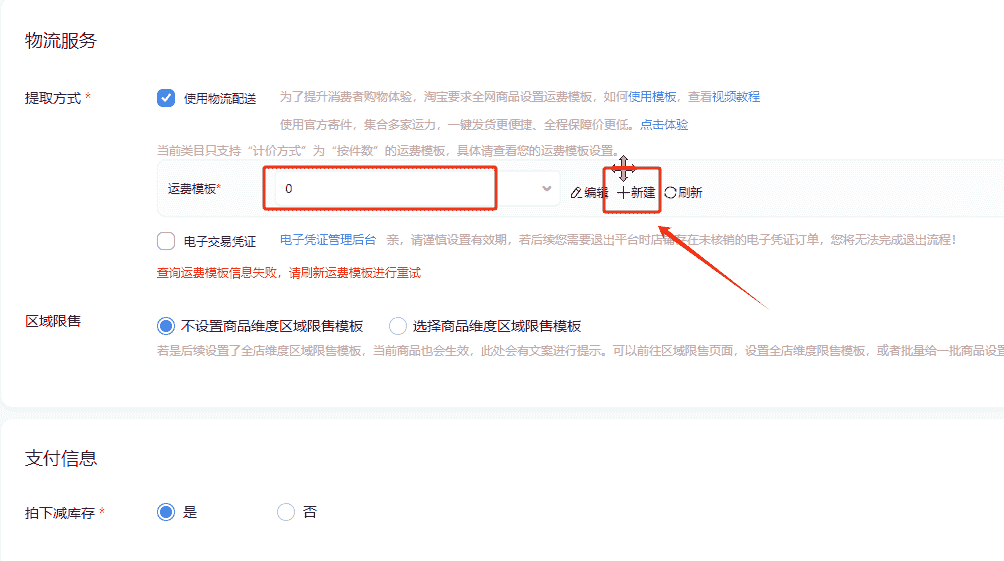 物流服务
提取方式 * 使用物流配送 为了提升消费者购物体验，淘宝要求全网商品设置运费模板，如何使用模板，查看视频教程
使用官方寄件，集合多家运力，一键发货更便捷、全程保障价更低。点击体验
当前类目只支持“计价方式”为“按件数”的运费模板，具体请查看您的运费模板设置。
运费模板* 0 编辑 新建 刷新
电子交易凭证 电子凭证管理后台 亲，请谨慎设置有效期，若后续您需要退出平台时店铺存在未核销的电子凭证订单，您将无法完成退出流程！
查询运费模板信息失败，请刷新运费模板进行重试
区域限售 不设置商品维度区域限售模板 选择商品维度区域限售模板
若是后续设置了全店维度区域限售模板，当前商品也会生效，此处会有文案进行提示。可以前往区域限售页面，设置全店维度限售模板，或者批量给一批商品设置
支付信息
拍下减库存 * 是 否